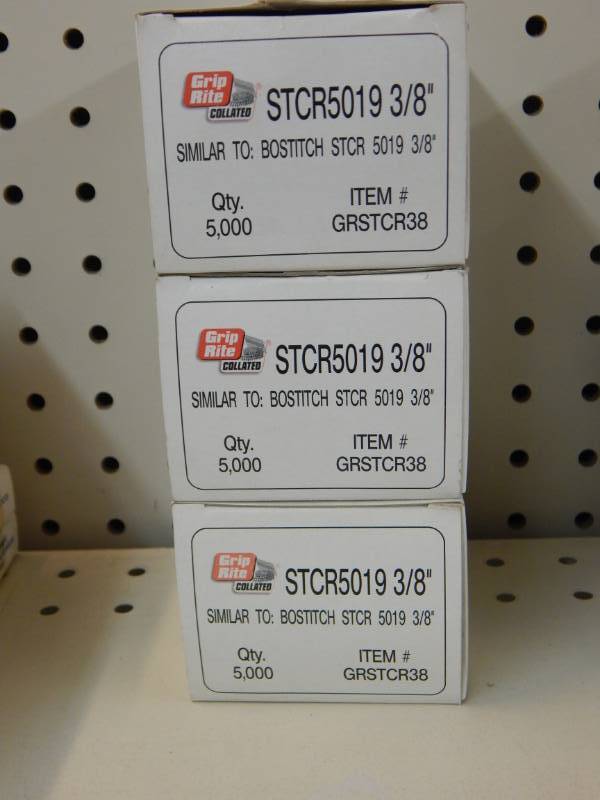 Grip
Rite
COLLATED
STCR5019 3/8"
SIMILAR TO: BOSTITCH STCR 5019 3/8"
Qty.
5,000
ITEM #
GRSTCR38
Grip
Rite
COLLATED
STCR5019 3/8"
SIMILAR TO: BOSTITCH STCR 5019 3/8"
Qty.
5,000
ITEM #
GRSTCR38
Grip
Rite
COLLATED
STCR5019 3/8"
SIMILAR TO: BOSTITCH STCR 5019 3/8"
Qty.
5,000
ITEM #
GRSTCR38